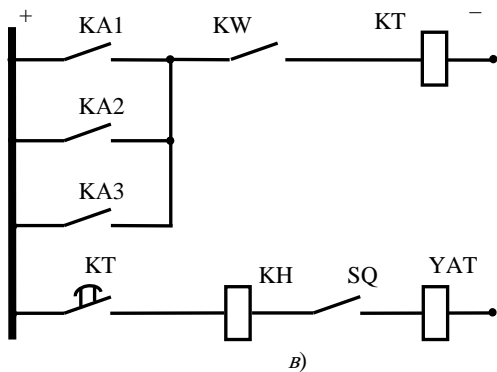 + KA1 KW KT –
KA2
KA3
KT KH SQ YAT
в)